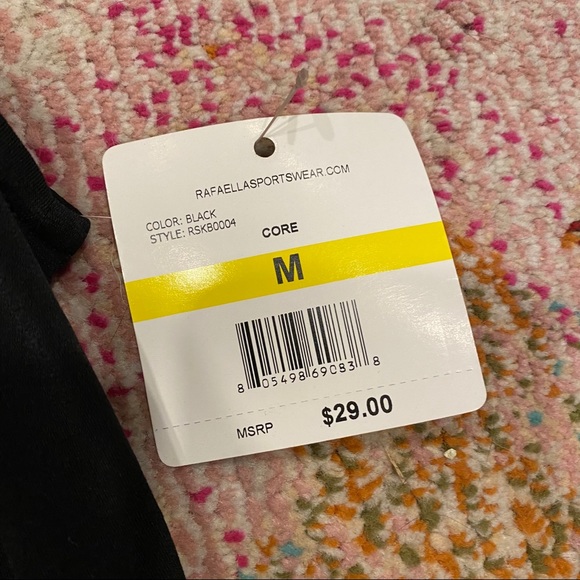 RAFAELLASPORTSWEAR.COM
COLOR: BLACK
STYLE: RSKB0004
CORE
M
8 05498 69083 8
MSRP $29.00